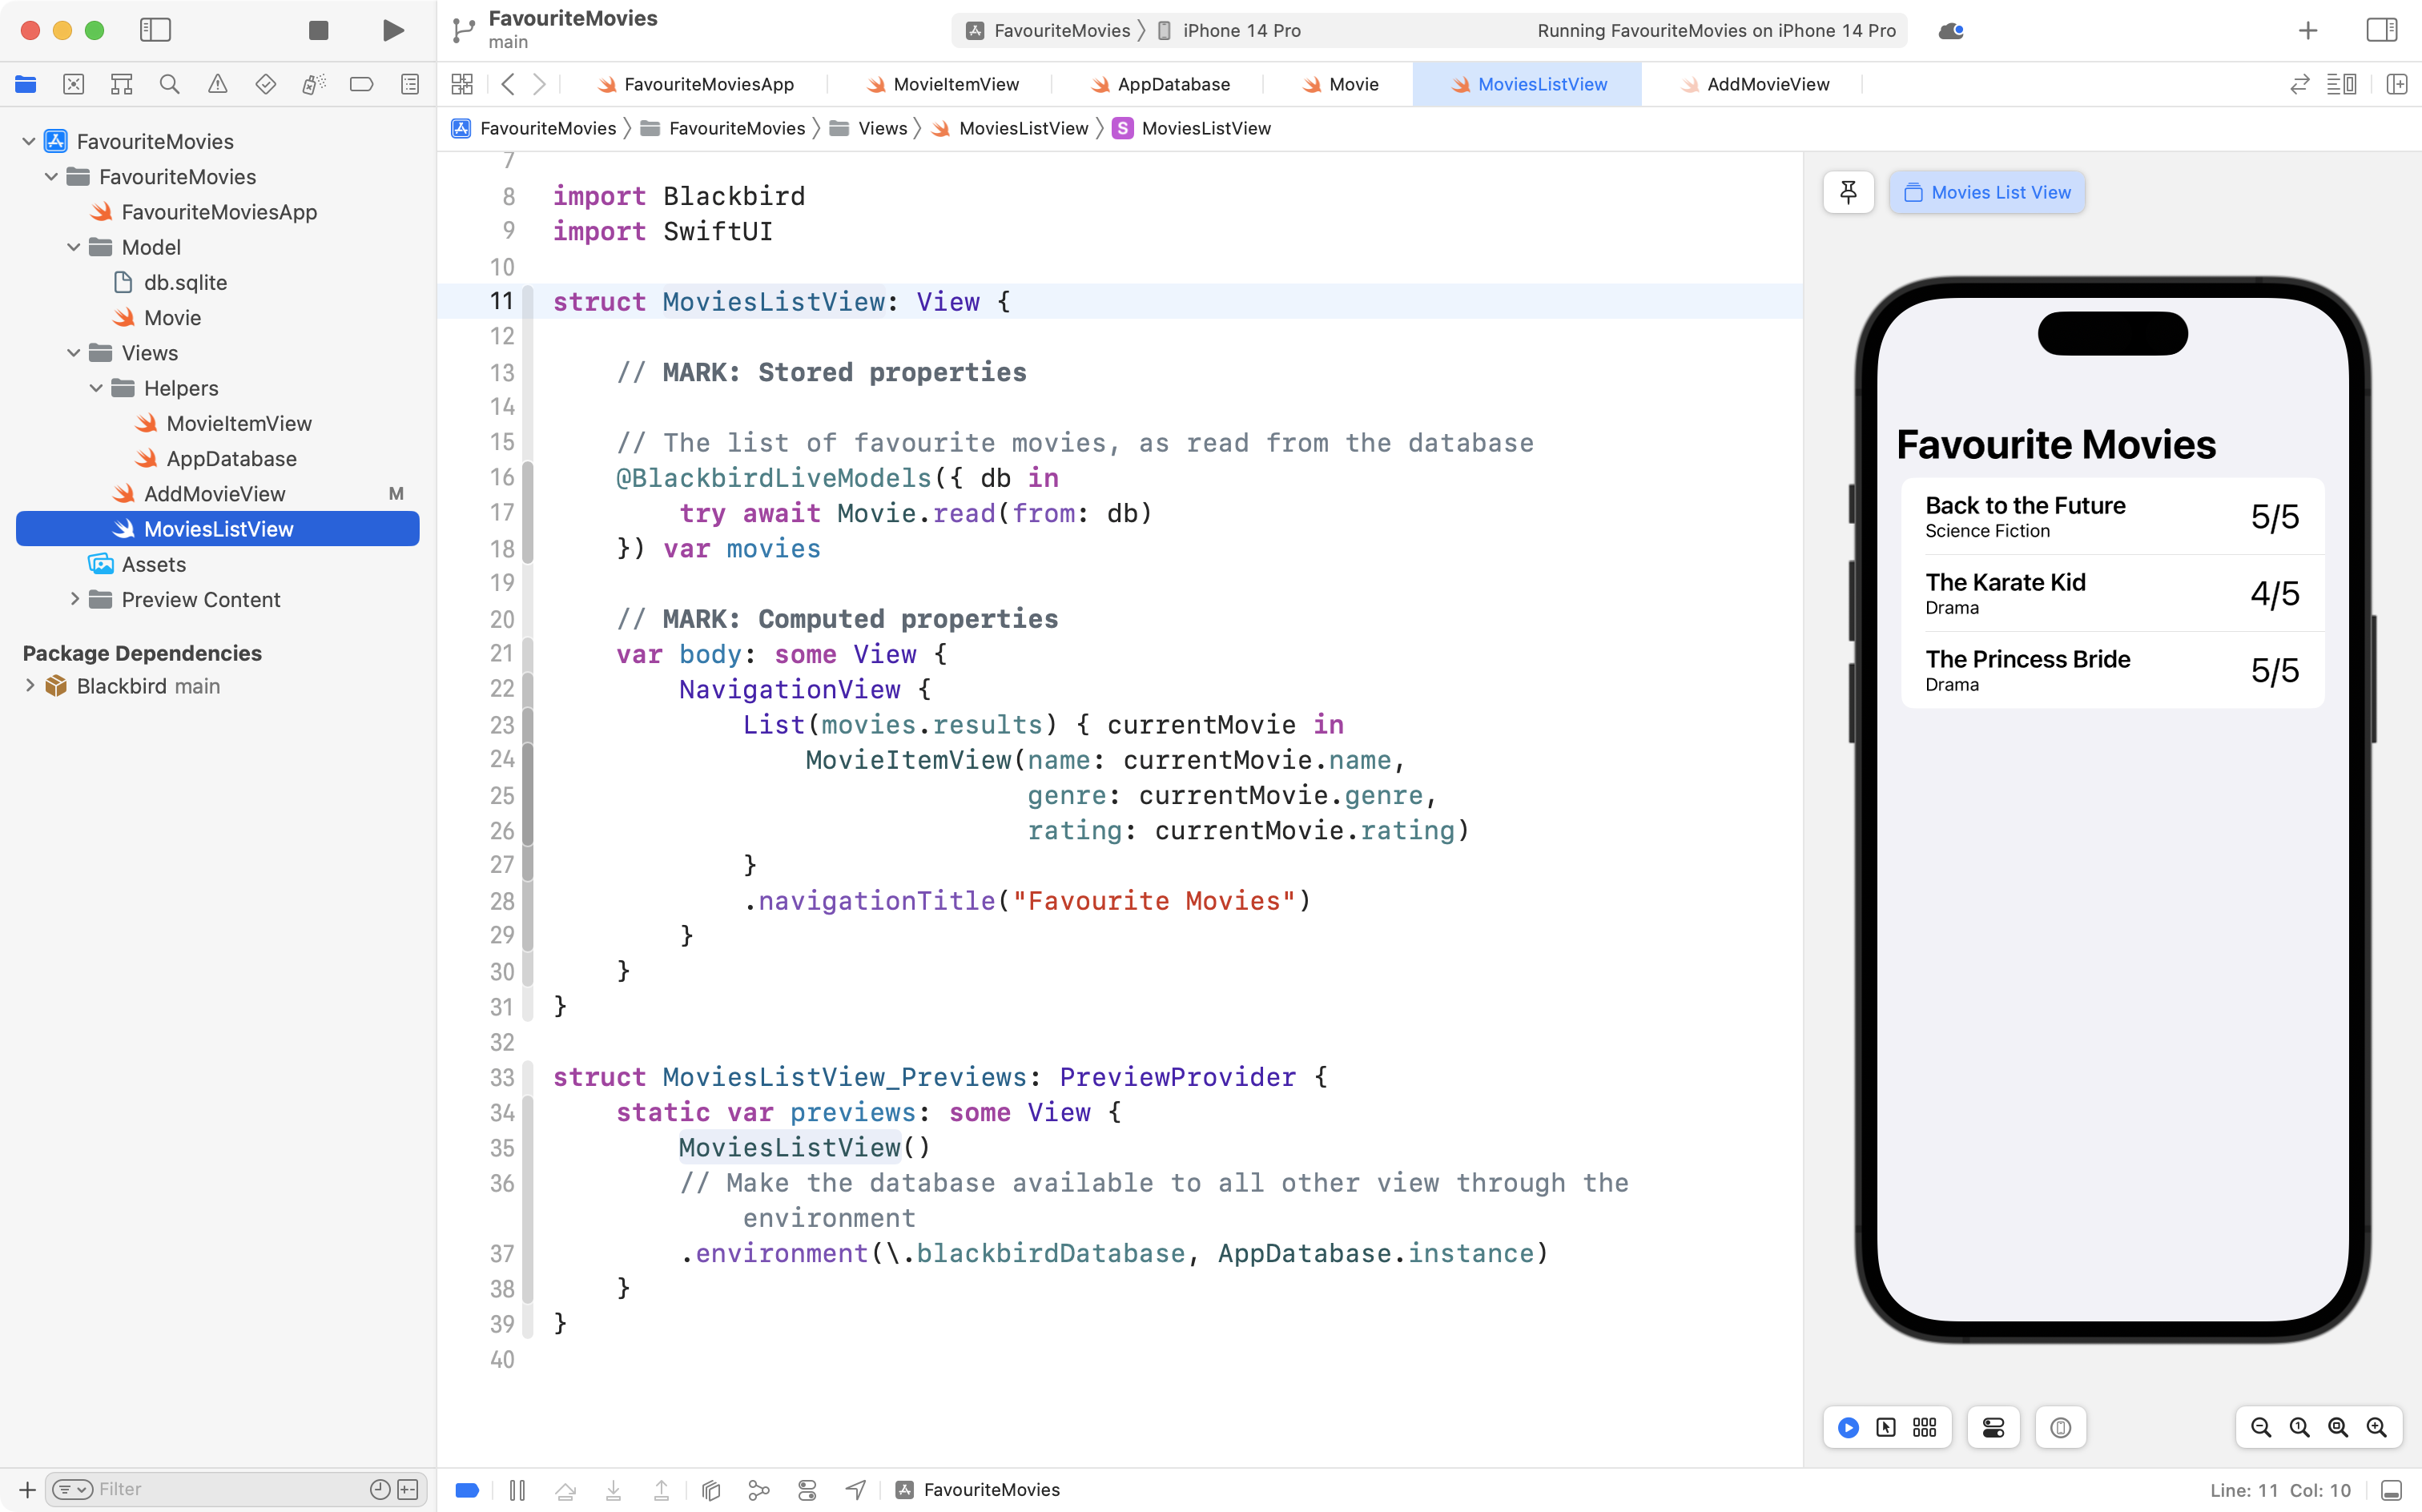 FavouriteMovies
main
FavouriteMovies
iPhone 14 Pro
Running FavouriteMovies on iPhone 14 Pro
FavouriteMoviesApp
MovieItemView
AppDatabase
Movie
MoviesListView
AddMovieView
FavouriteMovies
FavouriteMovies
Views
MoviesListView
S
MoviesListView
FavouriteMovies
FavouriteMovies
FavouriteMoviesApp
Model
db.sqlite
Movie
Views
Helpers
MovieItemView
AppDatabase
AddMovieView M
MoviesListView
Assets
Preview Content
Package Dependencies
Blackbird main
Filter
7
8 import Blackbird
9 import SwiftUI
10
11 struct MoviesListView: View {
12
13 // MARK: Stored properties
14
15 // The list of favourite movies, as read from the database
16 @BlackbirdLiveModels({ db in
17 try await Movie.read(from: db)
18 }) var movies
19
20 // MARK: Computed properties
21 var body: some View {
22 NavigationView {
23 List(movies.results) { currentMovie in
24 MovieItemView(name: currentMovie.name,
25 genre: currentMovie.genre,
26 rating: currentMovie.rating)
27 }
28 .navigationTitle("Favourite Movies")
29 }
30 }
31 }
32
33 struct MoviesListView_Previews: PreviewProvider {
34 static var previews: some View {
35 MoviesListView()
36 // Make the database available to all other view through the
environment
37 .environment(\.blackbirdDatabase, AppDatabase.instance)
38 }
39 }
40
Movies List View
Favourite Movies
Back to the Future
Science Fiction
5/5
The Karate Kid
Drama
4/5
The Princess Bride
Drama
5/5
FavouriteMovies
Line: 11 Col: 10